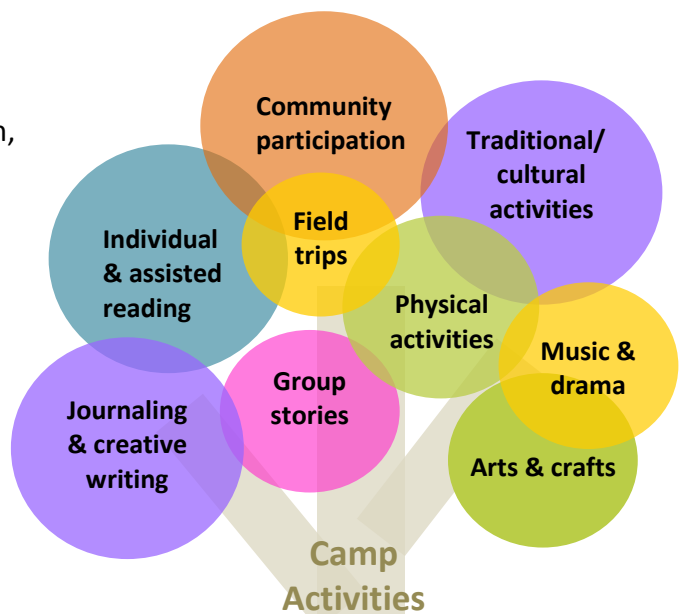 Community
participation
n,
Traditional/
cultural
activities
Individual
& assisted
reading
Field
trips
Physical
activities
Music &
drama
Group
stories
Journaling
& creative
writing
Arts & crafts
Camp
Activities